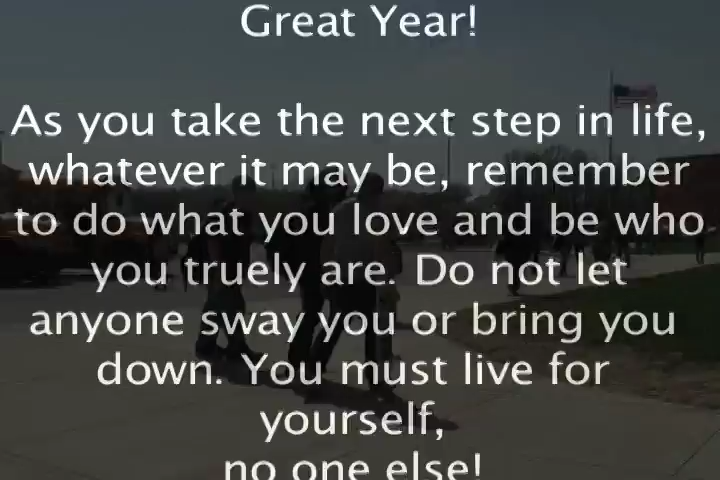 Great Year!
As you take the next step in life,
whatever it may be, remember
to do what you love and be who
you truely are. Do not let
anyone sway you or bring you
down. You must live for
yourself,
no one else!